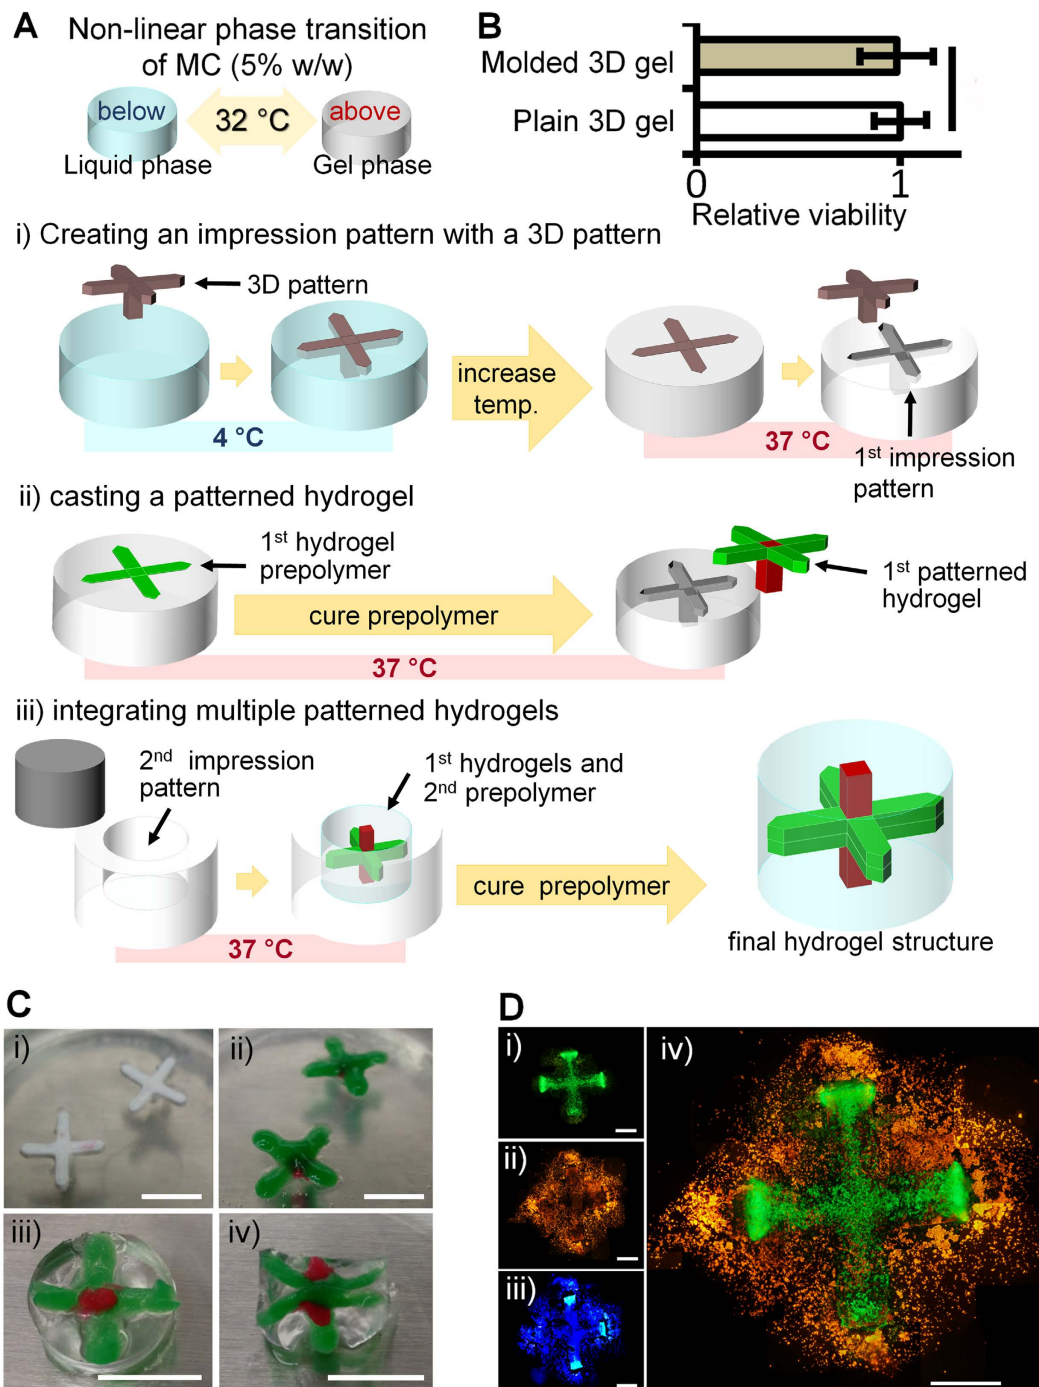 A
Non-linear phase transition
of MC (5% w/w)
below
32 °C
above
Liquid phase
Gel phase
B
Molded 3D gel
Plain 3D gel
0
1
Relative viability
i) Creating an impression pattern with a 3D pattern
3D pattern
increase
temp.
4 °C
37 °C
1st impression
pattern
ii) casting a patterned hydrogel
1st hydrogel
prepolymer
cure prepolymer
1st patterned
hydrogel
37 °C
iii) integrating multiple patterned hydrogels
2nd impression
pattern
1st hydrogels and
2nd prepolymer
cure prepolymer
37 °C
final hydrogel structure
C
i)
ii)
iii)
iv)
D
i)
ii)
iii)
iv)